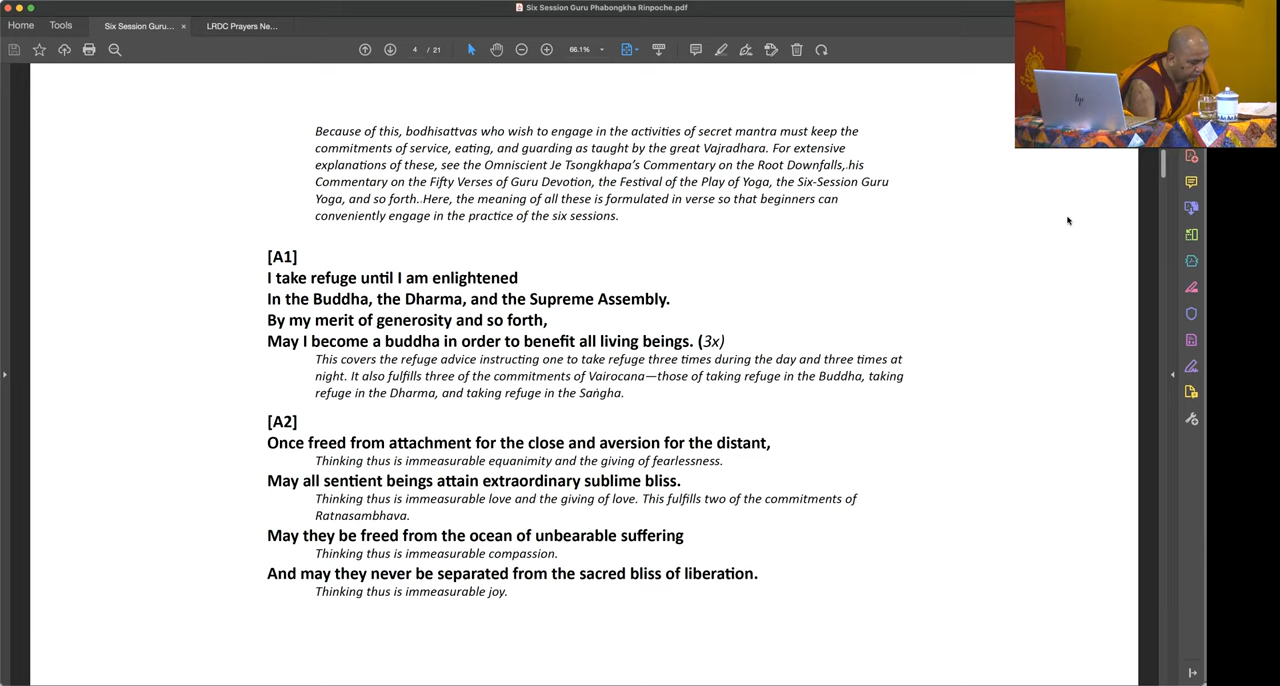 Six Session Guru Phabongkha Rinpoche.pdf
Home Tools Six Session Guru... × LRDC Prayers Ne...
4 / 21 66.1%
Because of this, bodhisattvas who wish to engage in the activities of secret mantra must keep the
commitments of service, eating, and guarding as taught by the great Vajradhara. For extensive
explanations of these, see the Omniscient Je Tsongkhapa's Commentary on the Root Downfalls,.his
Commentary on the Fifty Verses of Guru Devotion, the Festival of the Play of Yoga, the Six-Session Guru
Yoga, and so forth..Here, the meaning of all these is formulated in verse so that beginners can
conveniently engage in the practice of the six sessions.
[A1]
I take refuge until I am enlightened
In the Buddha, the Dharma, and the Supreme Assembly.
By my merit of generosity and so forth,
May I become a buddha in order to benefit all living beings. (3x)
This covers the refuge advice instructing one to take refuge three times during the day and three times at
night. It also fulfills three of the commitments of Vairocana—those of taking refuge in the Buddha, taking
refuge in the Dharma, and taking refuge in the Saṅgha.
[A2]
Once freed from attachment for the close and aversion for the distant,
Thinking thus is immeasurable equanimity and the giving of fearlessness.
May all sentient beings attain extraordinary sublime bliss.
Thinking thus is immeasurable love and the giving of love. This fulfills two of the commitments of
Ratnasambhava.
May they be freed from the ocean of unbearable suffering
Thinking thus is immeasurable compassion.
And may they never be separated from the sacred bliss of liberation.
Thinking thus is immeasurable joy.
hp